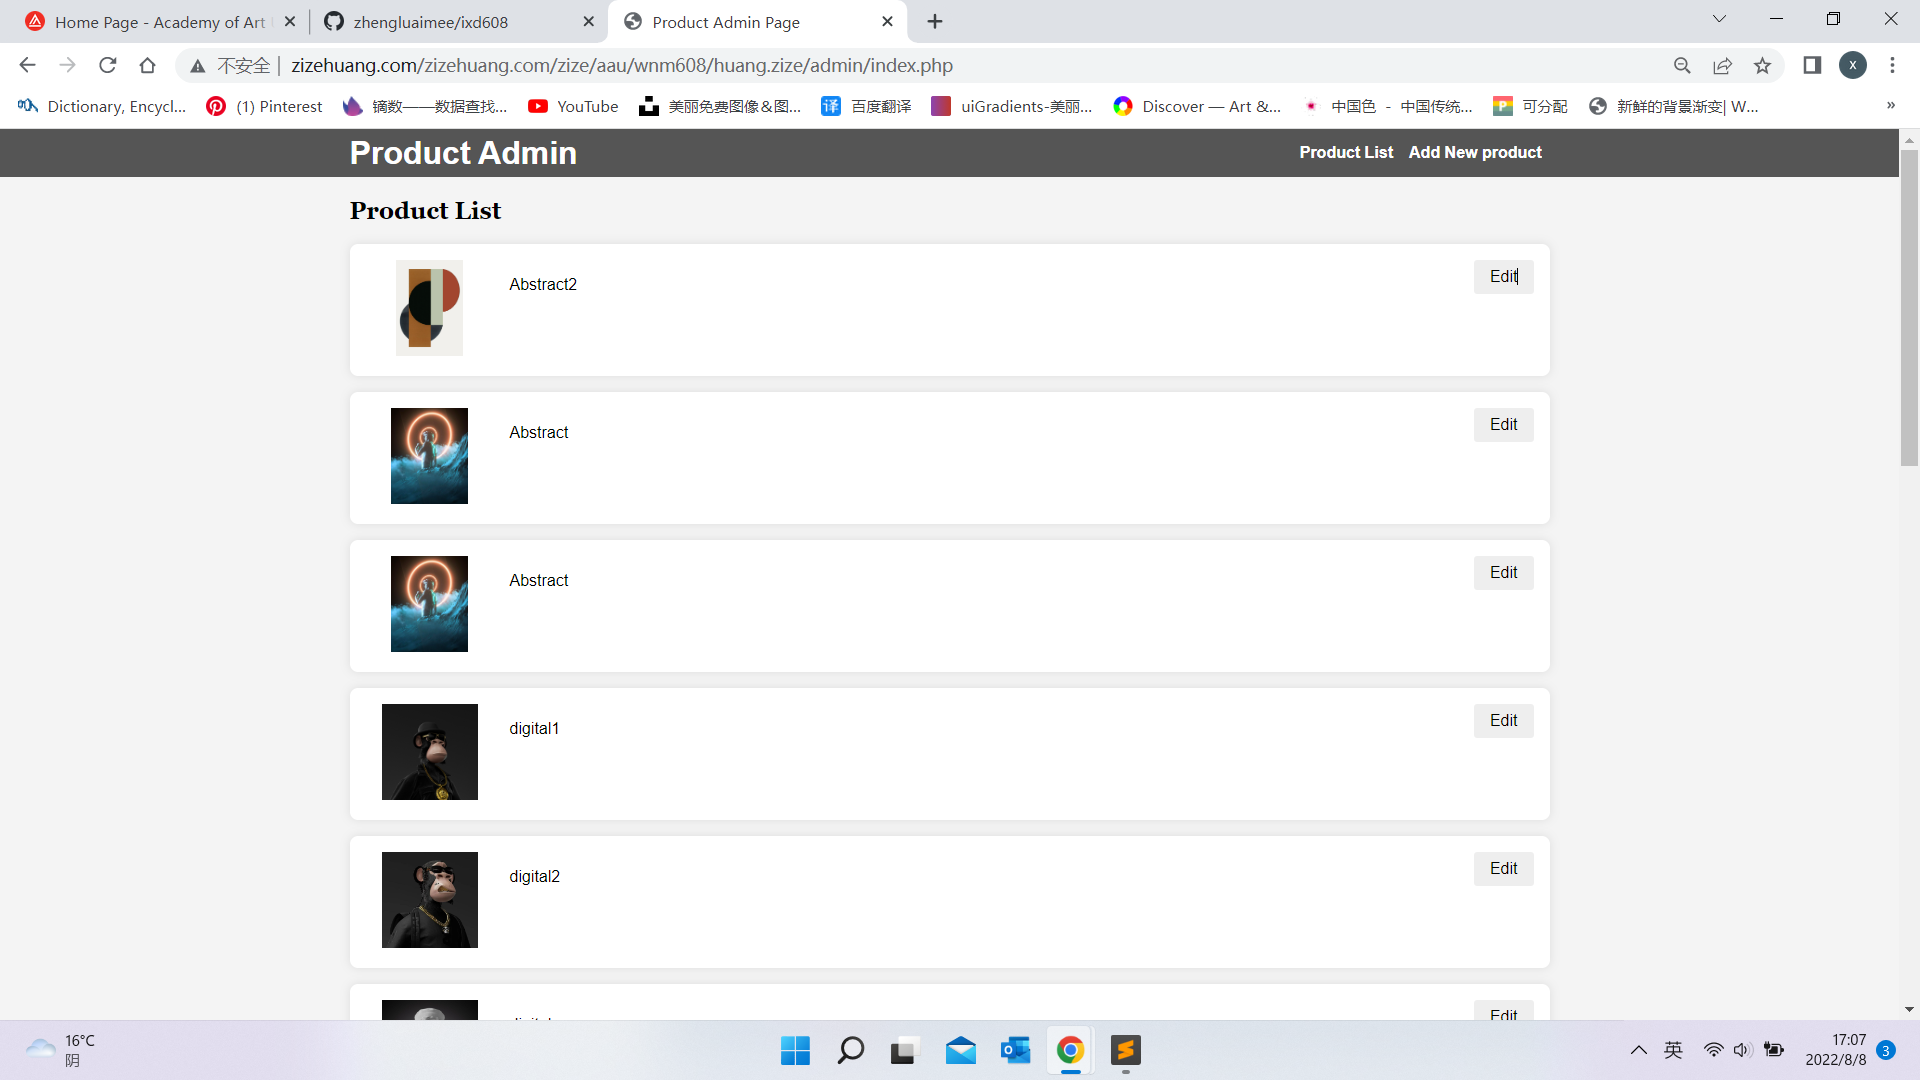 Home Page - Academy of Art
zhengluaimee/ixd608
Product Admin Page
不安全 | zizehuang.com/zizehuang.com/zize/aau/wnm608/huang.zize/admin/index.php
X
Dictionary, Encycl...
(1) Pinterest
镝数——数据查找...
YouTube
美丽免费图像&图...
译 百度翻译
uiGradients-美丽...
Discover — Art &...
中国色 - 中国传统...
P 可分配
新鲜的背景渐变| W...
»
Product Admin
Product List
Add New product
Product List
Abstract2
Edit
Abstract
Edit
Abstract
Edit
digital1
Edit
digital2
Edit
Edit
16°C
阴
英
17:07
2022/8/8
3